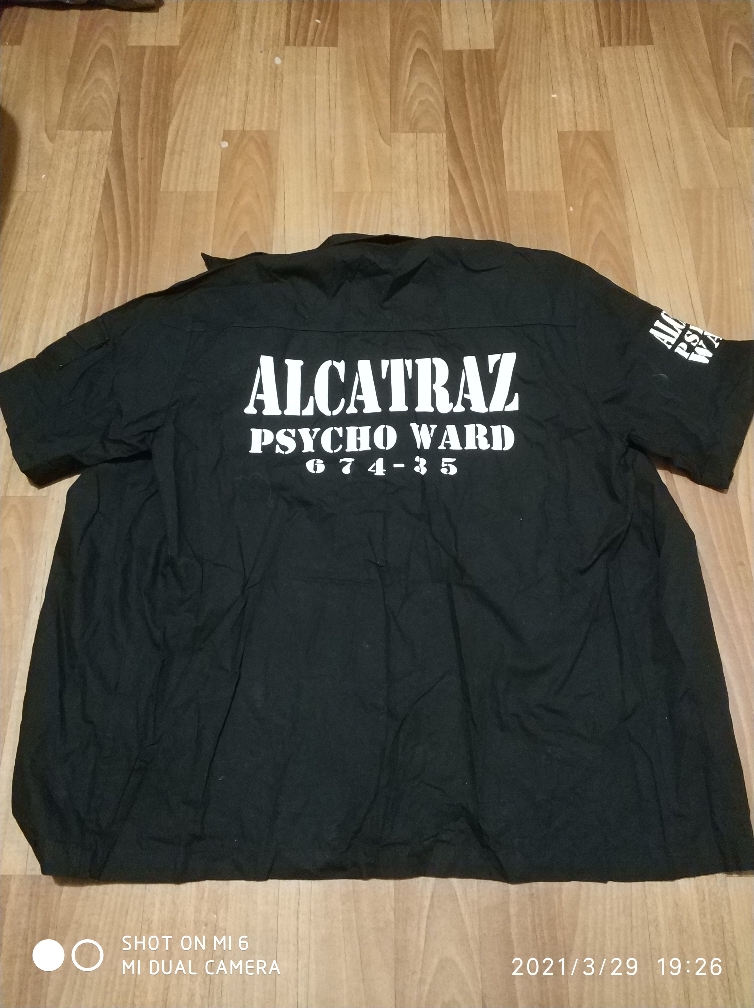 ALCATRAZ
PSYCHO WARD
674-35
SHOT ON MI 6
MI DUAL CAMERA
2021/3/29 19:26